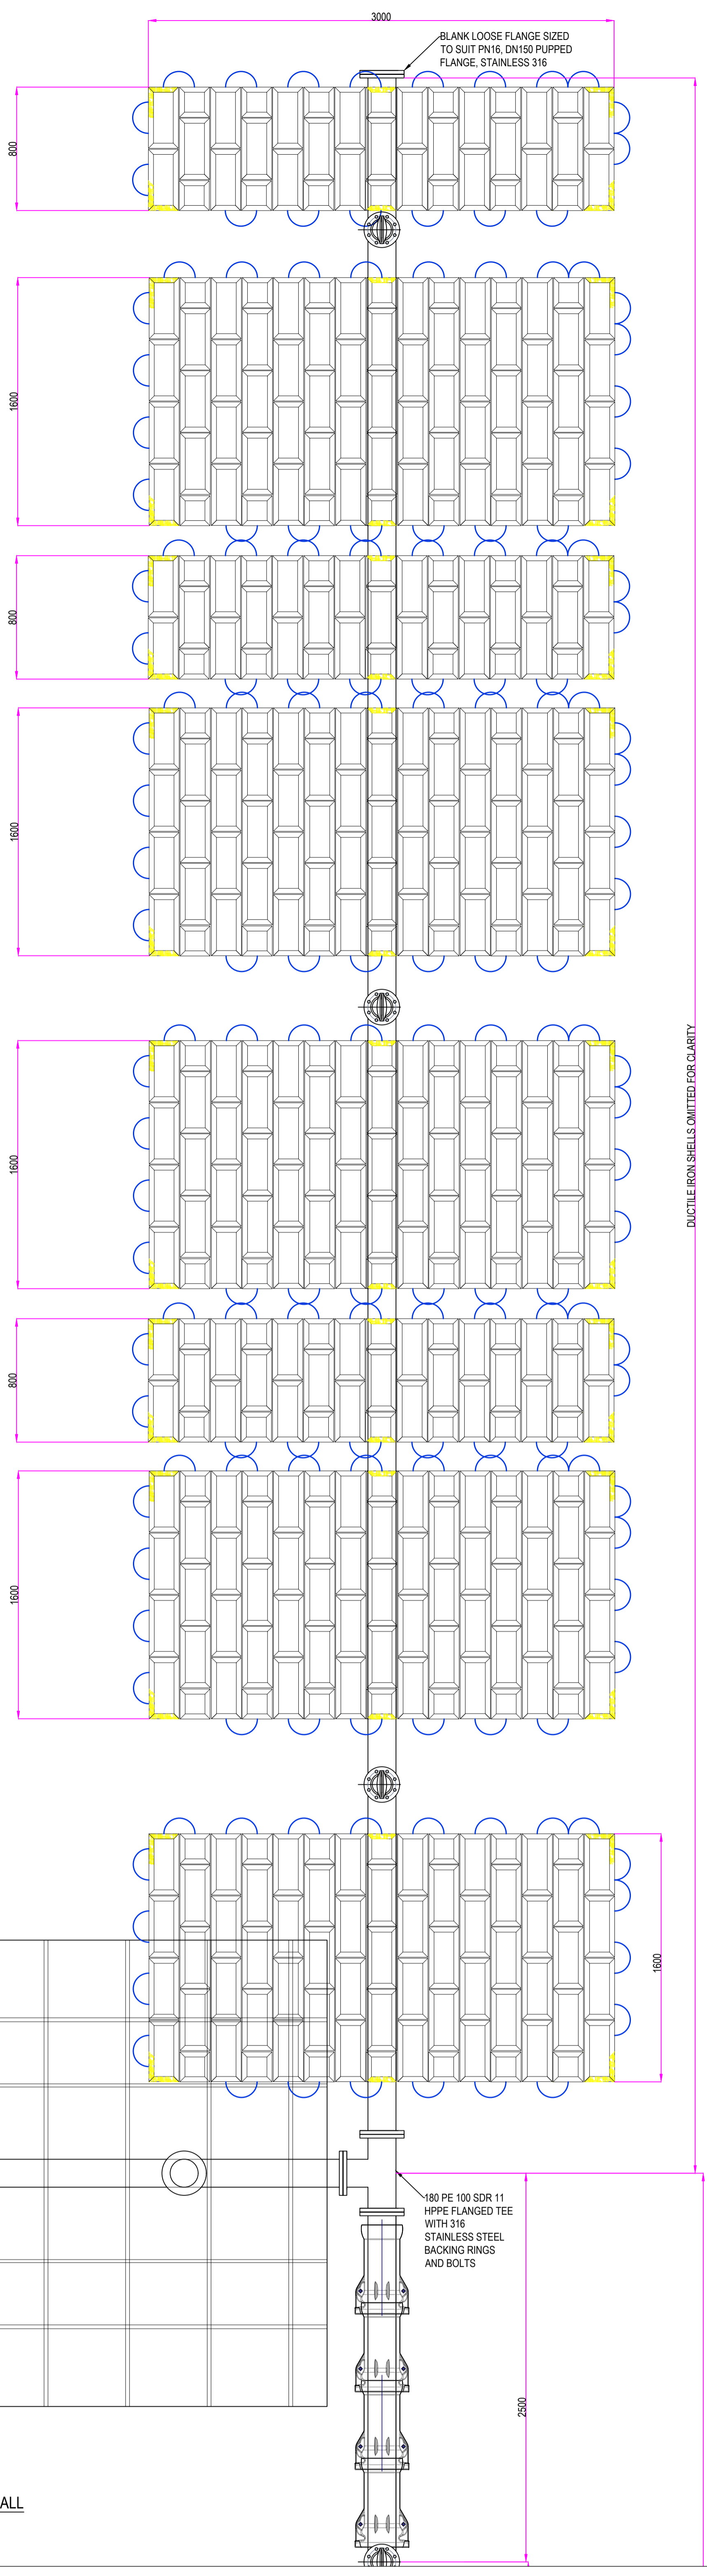 3000
BLANK LOOSE FLANGE SIZED
TO SUIT PN16, DN150 PUPPED
FLANGE, STAINLESS 316
800
1600
800
1600
DUCTILE IRON SHELLS OMITTED FOR CLARITY
1600
800
1600
1600
180 PE 100 SDR 11
HPPE FLANGED TEE
WITH 316
STAINLESS STEEL
BACKING RINGS
AND BOLTS
2500
ALL